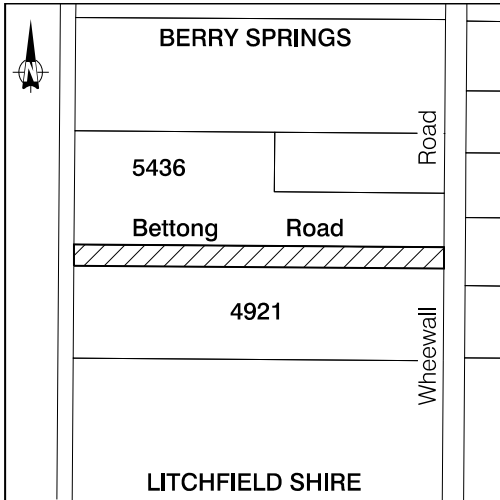 N
BERRY SPRINGS
5436
Bettong Road
4921
Wheewall Road
LITCHFIELD SHIRE